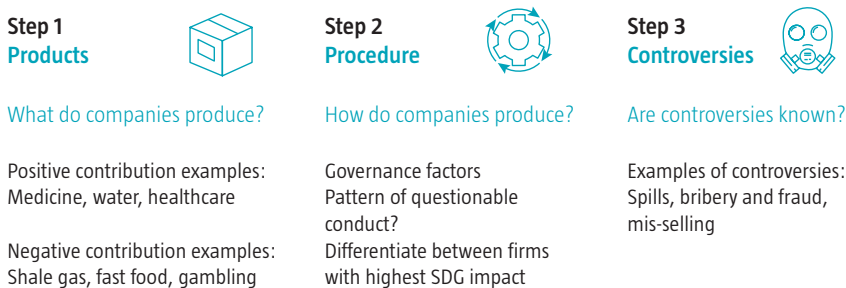 Step 1
Products
What do companies produce?
Positive contribution examples:
Medicine, water, healthcare
Negative contribution examples:
Shale gas, fast food, gambling
Step 2
Procedure
How do companies produce?
Governance factors
Pattern of questionable
conduct?
Differentiate between firms
with highest SDG impact
Step 3
Controversies
Are controversies known?
Examples of controversies:
Spills, bribery and fraud,
mis-selling